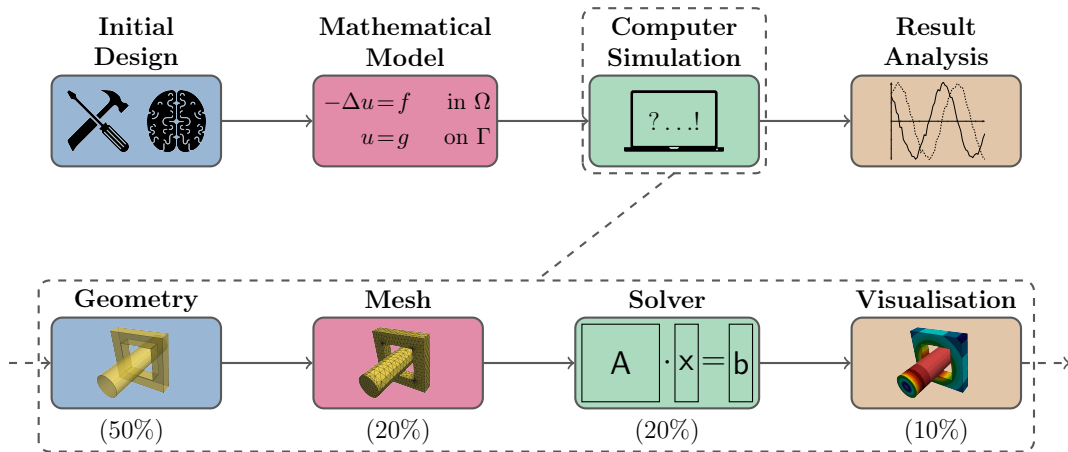 Initial
Design
Mathematical
Model
Computer
Simulation
Result
Analysis
−Δu = f in Ω
u = g on Γ
? . . .!
Geometry
Mesh
Solver
Visualisation
A · x = b
(50%)
(20%)
(20%)
(10%)